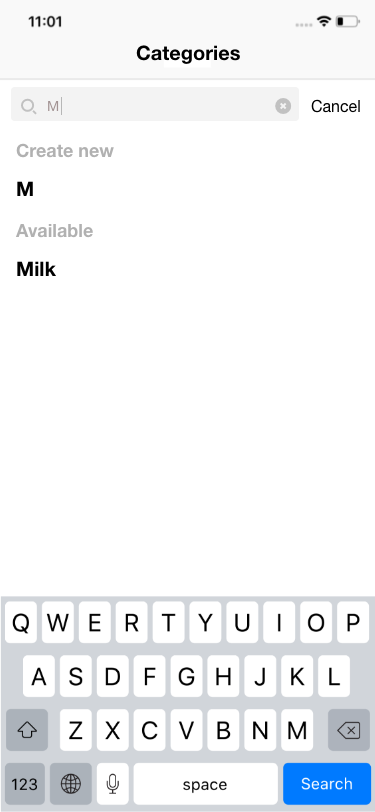 11:01
Categories
M
Cancel
Create new
M
Available
Milk
Q W E R T Y U I O P
A S D F G H J K L
Z X C V B N M
123 space Search